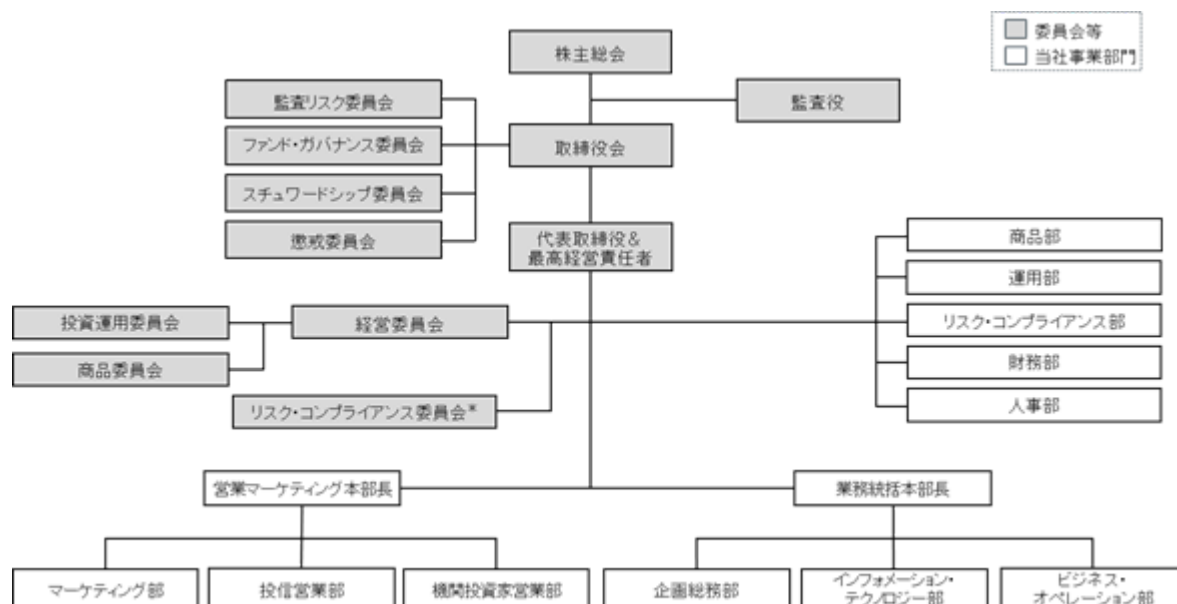 株主総会
委員会等
当社事業部門
監査リスク委員会
監査役
ファンド・ガバナンス委員会
取締役会
スチュワードシップ委員会
懲戒委員会
代表取締役&
最高経営責任者
商品部
運用部
投資運用委員会
経営委員会
リスク・コンプライアンス部
商品委員会
財務部
リスク・コンプライアンス委員会*
人事部
営業マーケティング本部長
業務統括本部長
マーケティング部
投信営業部
機関投資家営業部
企画総務部
インフォメーション・
テクノロジー部
ビジネス・
オペレーション部